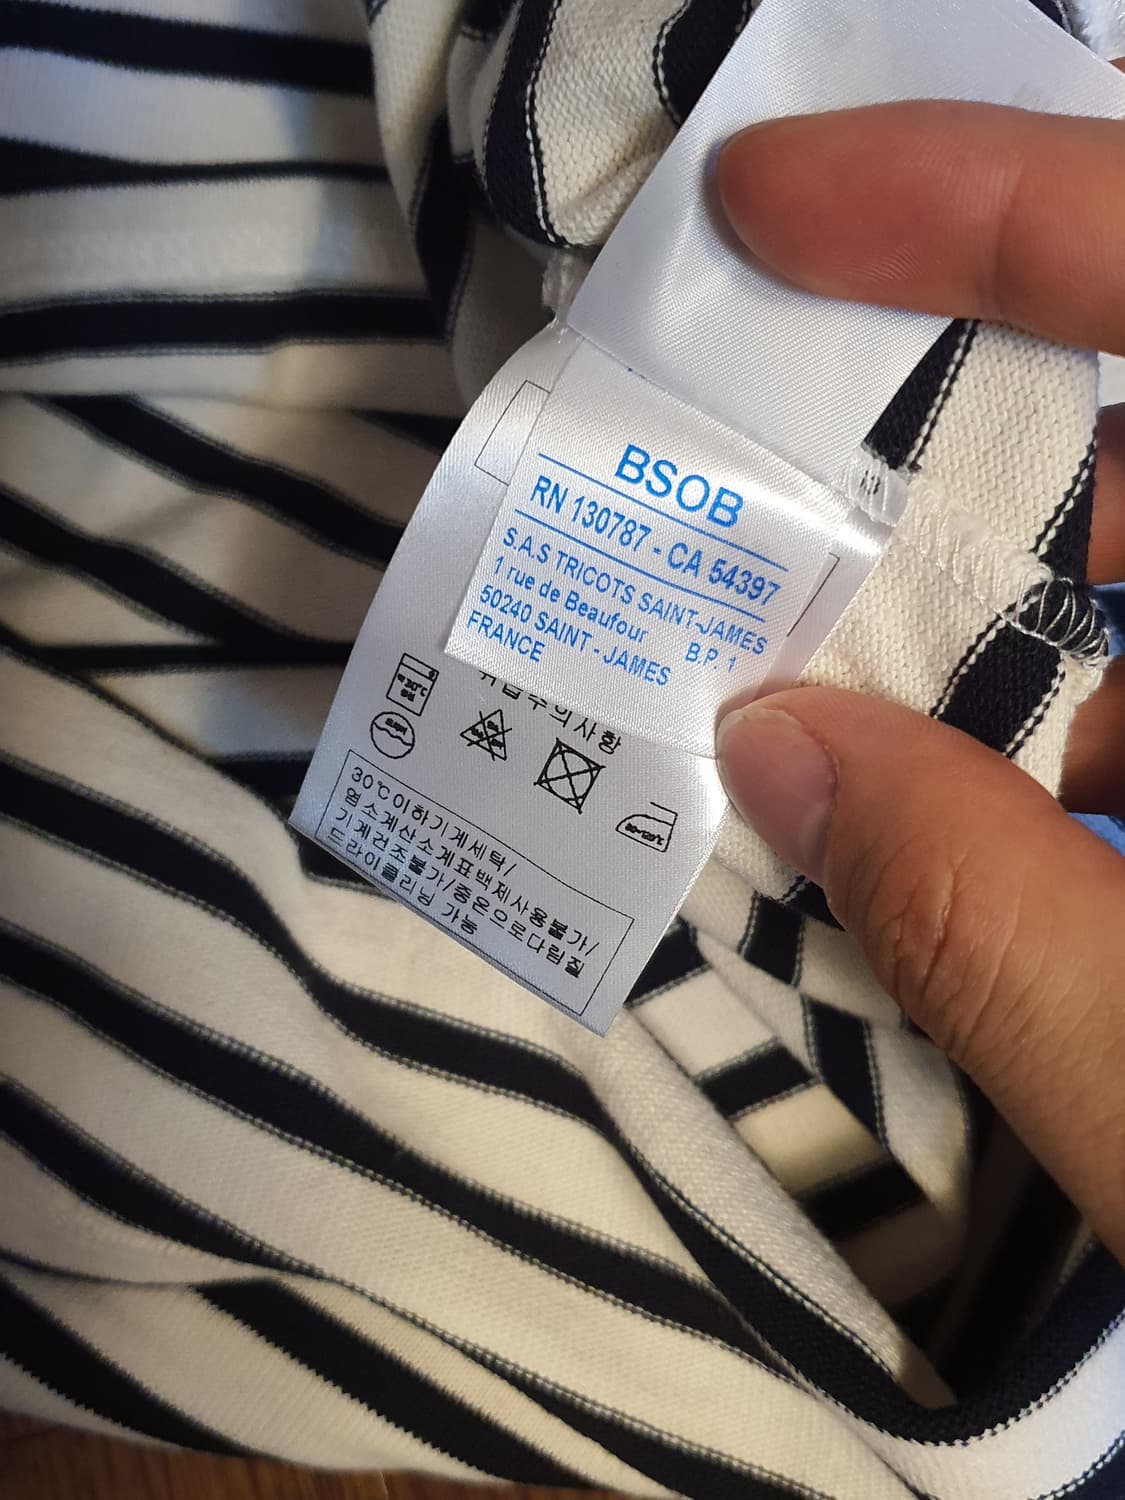 BSOB
RN 130787 - CA 54397
S.A.S TRICOTS SAINT-JAMES
1 rue de Beaufour B.P. 1
50240 SAINT - JAMES
FRANCE
취급주의사항
30℃이하기계세탁/
염소계산소계표백제사용불가/
기계건조불가/중온으로다림질
드라이클리닝 가능